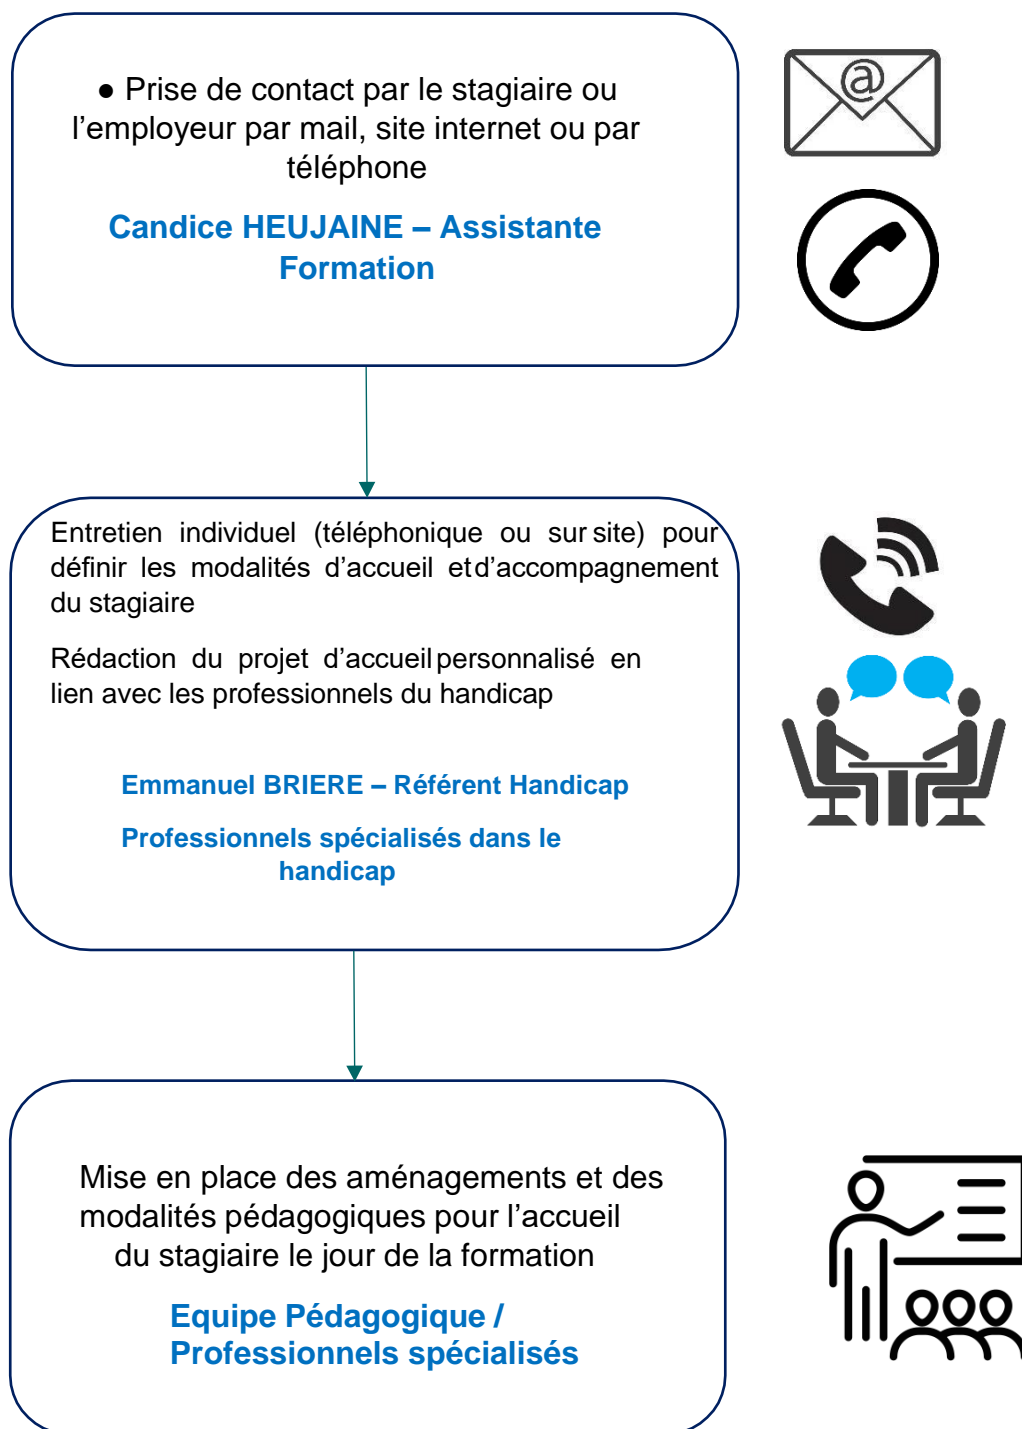 ● Prise de contact par le stagiaire ou
l’employeur par mail, site internet ou par
téléphone
Candice HEUJAINE – Assistante
Formation
@
Entretien individuel (téléphonique ou sur site) pour
définir les modalités d’accueil etd’accompagnement
du stagiaire
Rédaction du projet d’accueil personnalisé en
lien avec les professionnels du handicap
Emmanuel BRIERE – Référent Handicap
Professionnels spécialisés dans le
handicap
Mise en place des aménagements et des
modalités pédagogiques pour l’accueil
du stagiaire le jour de la formation
Equipe Pédagogique /
Professionnels spécialisés